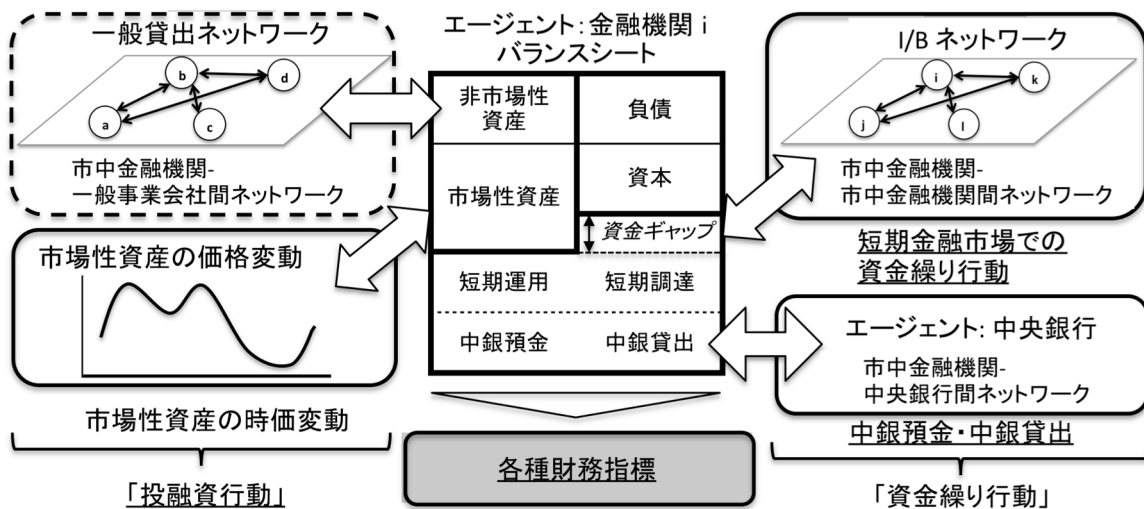 一般貸出ネットワーク
b
d
a
c
市中金融機関-
一般事業会社間ネットワーク
市場性資産の価格変動
市場性資産の時価変動
「投融資行動」
エージェント：金融機関 i
バランスシート
非市場性
資産
負債
市場性資産
資本
資金ギャップ
短期運用
短期調達
中銀預金
中銀貸出
各種財務指標
I/B ネットワーク
i
k
j
l
市中金融機関-
市中金融機関間ネットワーク
短期金融市場での
資金繰り行動
エージェント: 中央銀行
市中金融機関-
中央銀行間ネットワーク
中銀預金・中銀貸出
「資金繰り行動」